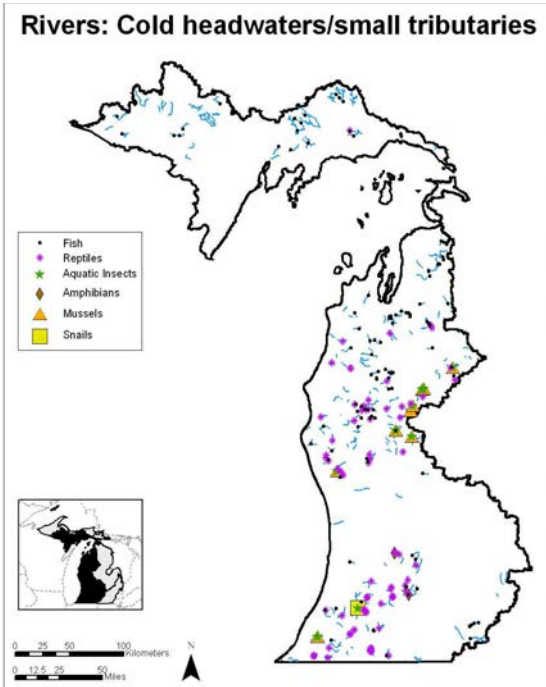 Rivers: Cold headwaters/small tributaries
Fish
Reptiles
Aquatic Insects
Amphibians
Mussels
Snails
0 25 50 100
Kilometers
0 12.5 25 50
Miles
N